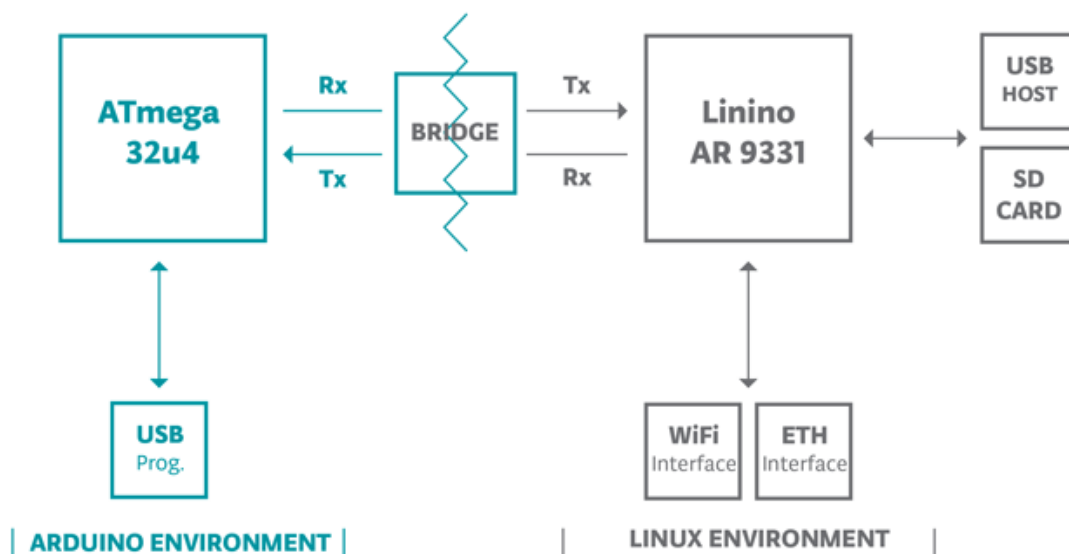 ATmega
32u4
Rx
Tx
BRIDGE
Tx
Rx
Linino
AR 9331
USB
HOST
SD
CARD
USB
Prog.
WiFi
Interface
ETH
Interface
ARDUINO ENVIRONMENT
LINUX ENVIRONMENT